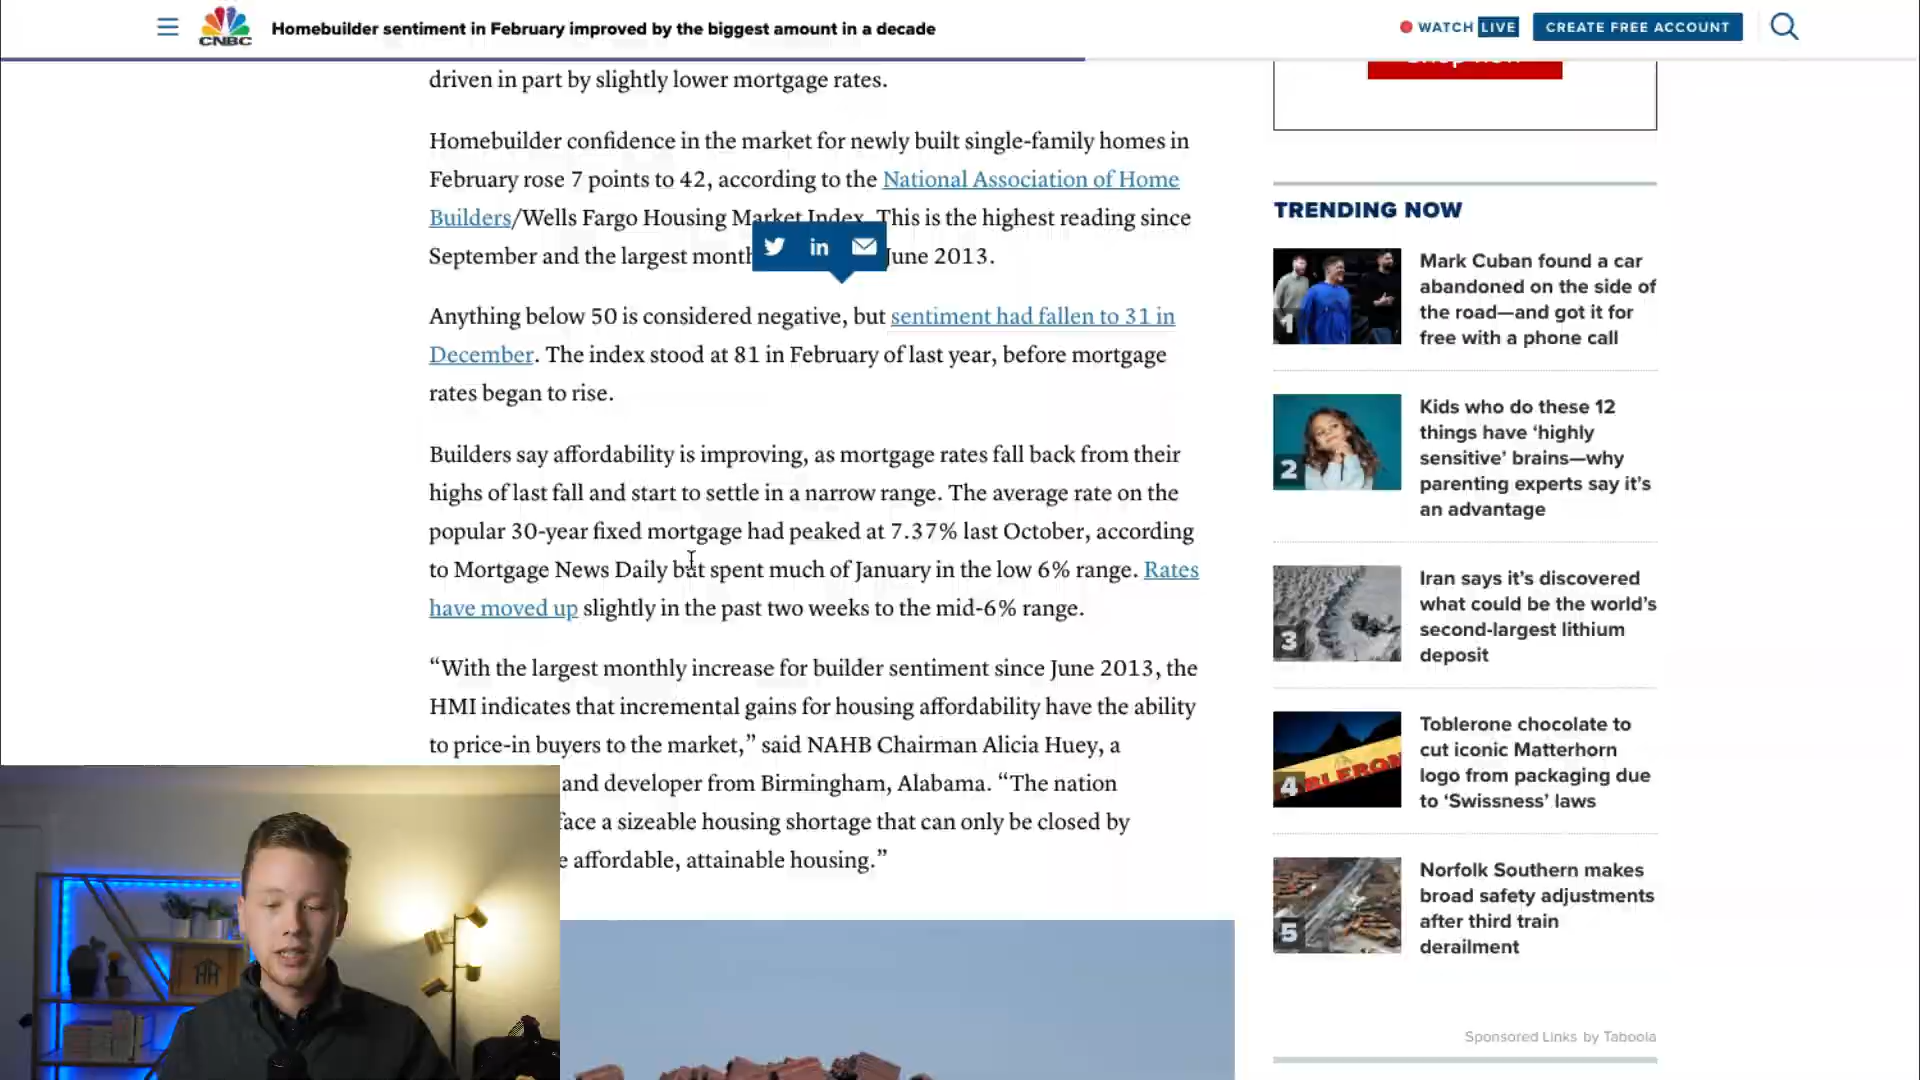 CNBC
Homebuilder sentiment in February improved by the biggest amount in a decade
WATCH LIVE
CREATE FREE ACCOUNT
driven in part by slightly lower mortgage rates.
Homebuilder confidence in the market for newly built single-family homes in
February rose 7 points to 42, according to the National Association of Home
Builders/Wells Fargo Housing Market Index. This is the highest reading since
September and the largest June 2013.
in
Anything below 50 is considered negative, but sentiment had fallen to 31 in
December. The index stood at 81 in February of last year, before mortgage
rates began to rise.
Builders say affordability is improving, as mortgage rates fall back from their
highs of last fall and start to settle in a narrow range. The average rate on the
popular 30-year fixed mortgage had peaked at 7.37% last October, according
to Mortgage News Daily but spent much of January in the low 6% range. Rates
have moved up slightly in the past two weeks to the mid-6% range.
“With the largest monthly increase for builder sentiment since June 2013, the
HMI indicates that incremental gains for housing affordability have the ability
to price-in buyers to the market,” said NAHB Chairman Alicia Huey, a
and developer from Birmingham, Alabama. “The nation
face a sizeable housing shortage that can only be closed by
affordable, attainable housing.”
TRENDING NOW
1
Mark Cuban found a car
abandoned on the side of
the road—and got it for
free with a phone call
2
Kids who do these 12
things have ‘highly
sensitive’ brains—why
parenting experts say it’s
an advantage
3
Iran says it’s discovered
what could be the world’s
second-largest lithium
deposit
4
Toblerone chocolate to
cut iconic Matterhorn
logo from packaging due
to ‘Swissness’ laws
5
Norfolk Southern makes
broad safety adjustments
after third train
derailment
Sponsored Links by Taboola